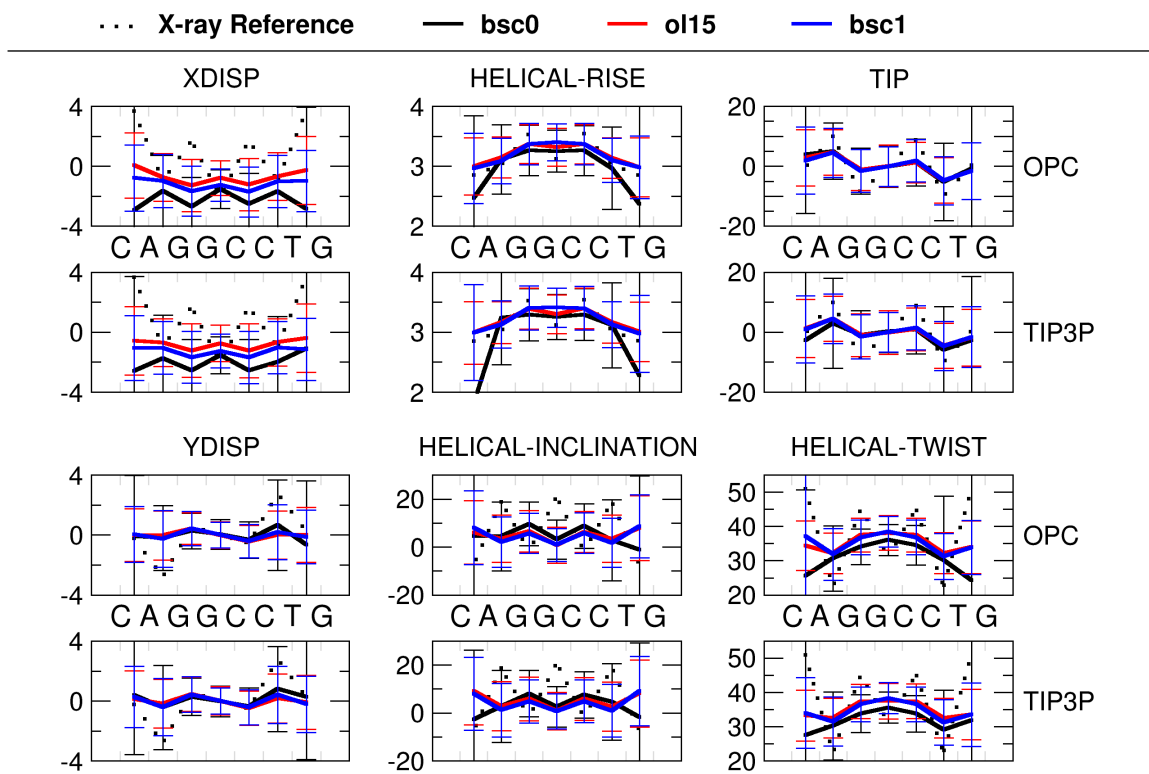 X-ray Reference bsc0 ol15 bsc1
XDISP HELICAL-RISE TIP
4 4 20
0 3 0 OPC
-4 2 -20
C A G G C C T G C A G G C C T G C A G G C C T G
4 4 20
0 3 0 TIP3P
-4 2 -20
YDISP HELICAL-INCLINATION HELICAL-TWIST
4 50
20
0 40 OPC
0 30
-4 -20 20
C A G G C C T G C A G G C C T G C A G G C C T G
4 50
20
0 40 TIP3P
0 30
-4 -20 20